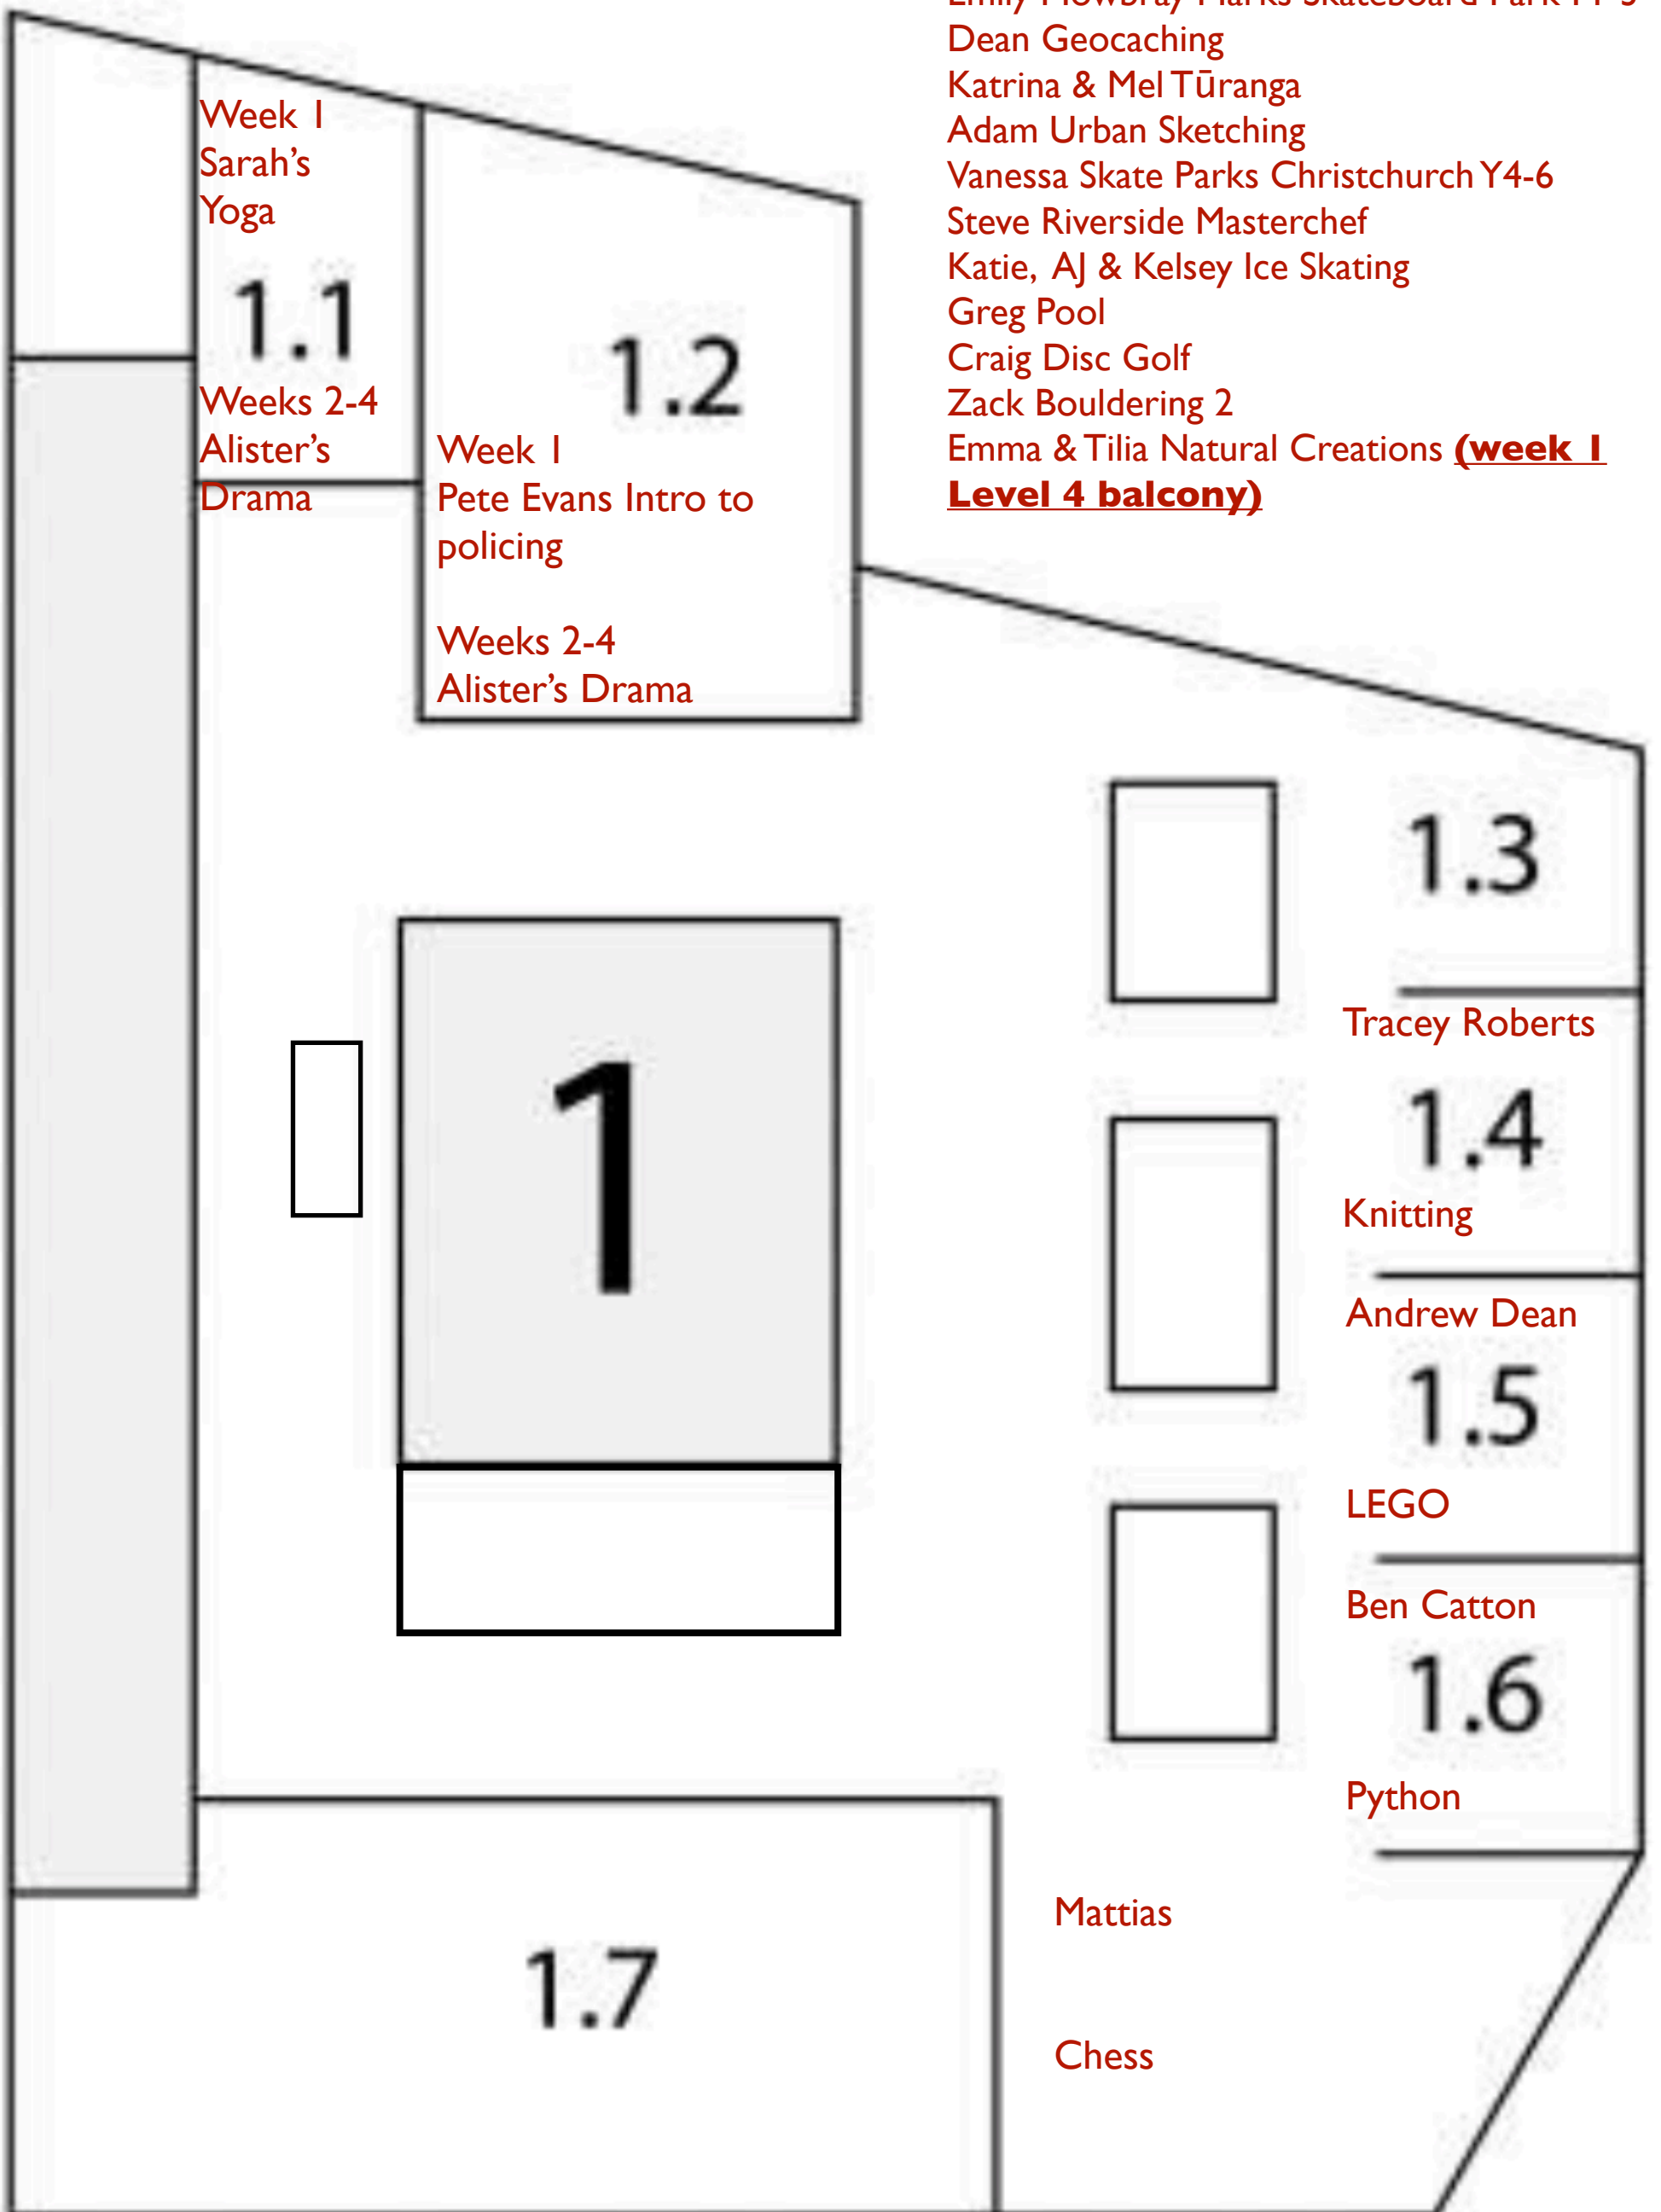 Dean Geocaching
Katrina & Mel Tūranga
Adam Urban Sketching
Vanessa Skate Parks Christchurch Y4-6
Steve Riverside Masterchef
Katie, AJ & Kelsey Ice Skating
Greg Pool
Craig Disc Golf
Zack Bouldering 2
Emma & Tilia Natural Creations (week 1
Level 4 balcony)
Week 1
Sarah's
Yoga
1.1
Weeks 2-4
Alister's
Drama
1.2
Week 1
Pete Evans Intro to
policing
Weeks 2-4
Alister's Drama
1.3
Tracey Roberts
1.4
Knitting
1
Andrew Dean
1.5
LEGO
Ben Catton
1.6
Python
1.7
Mattias
Chess